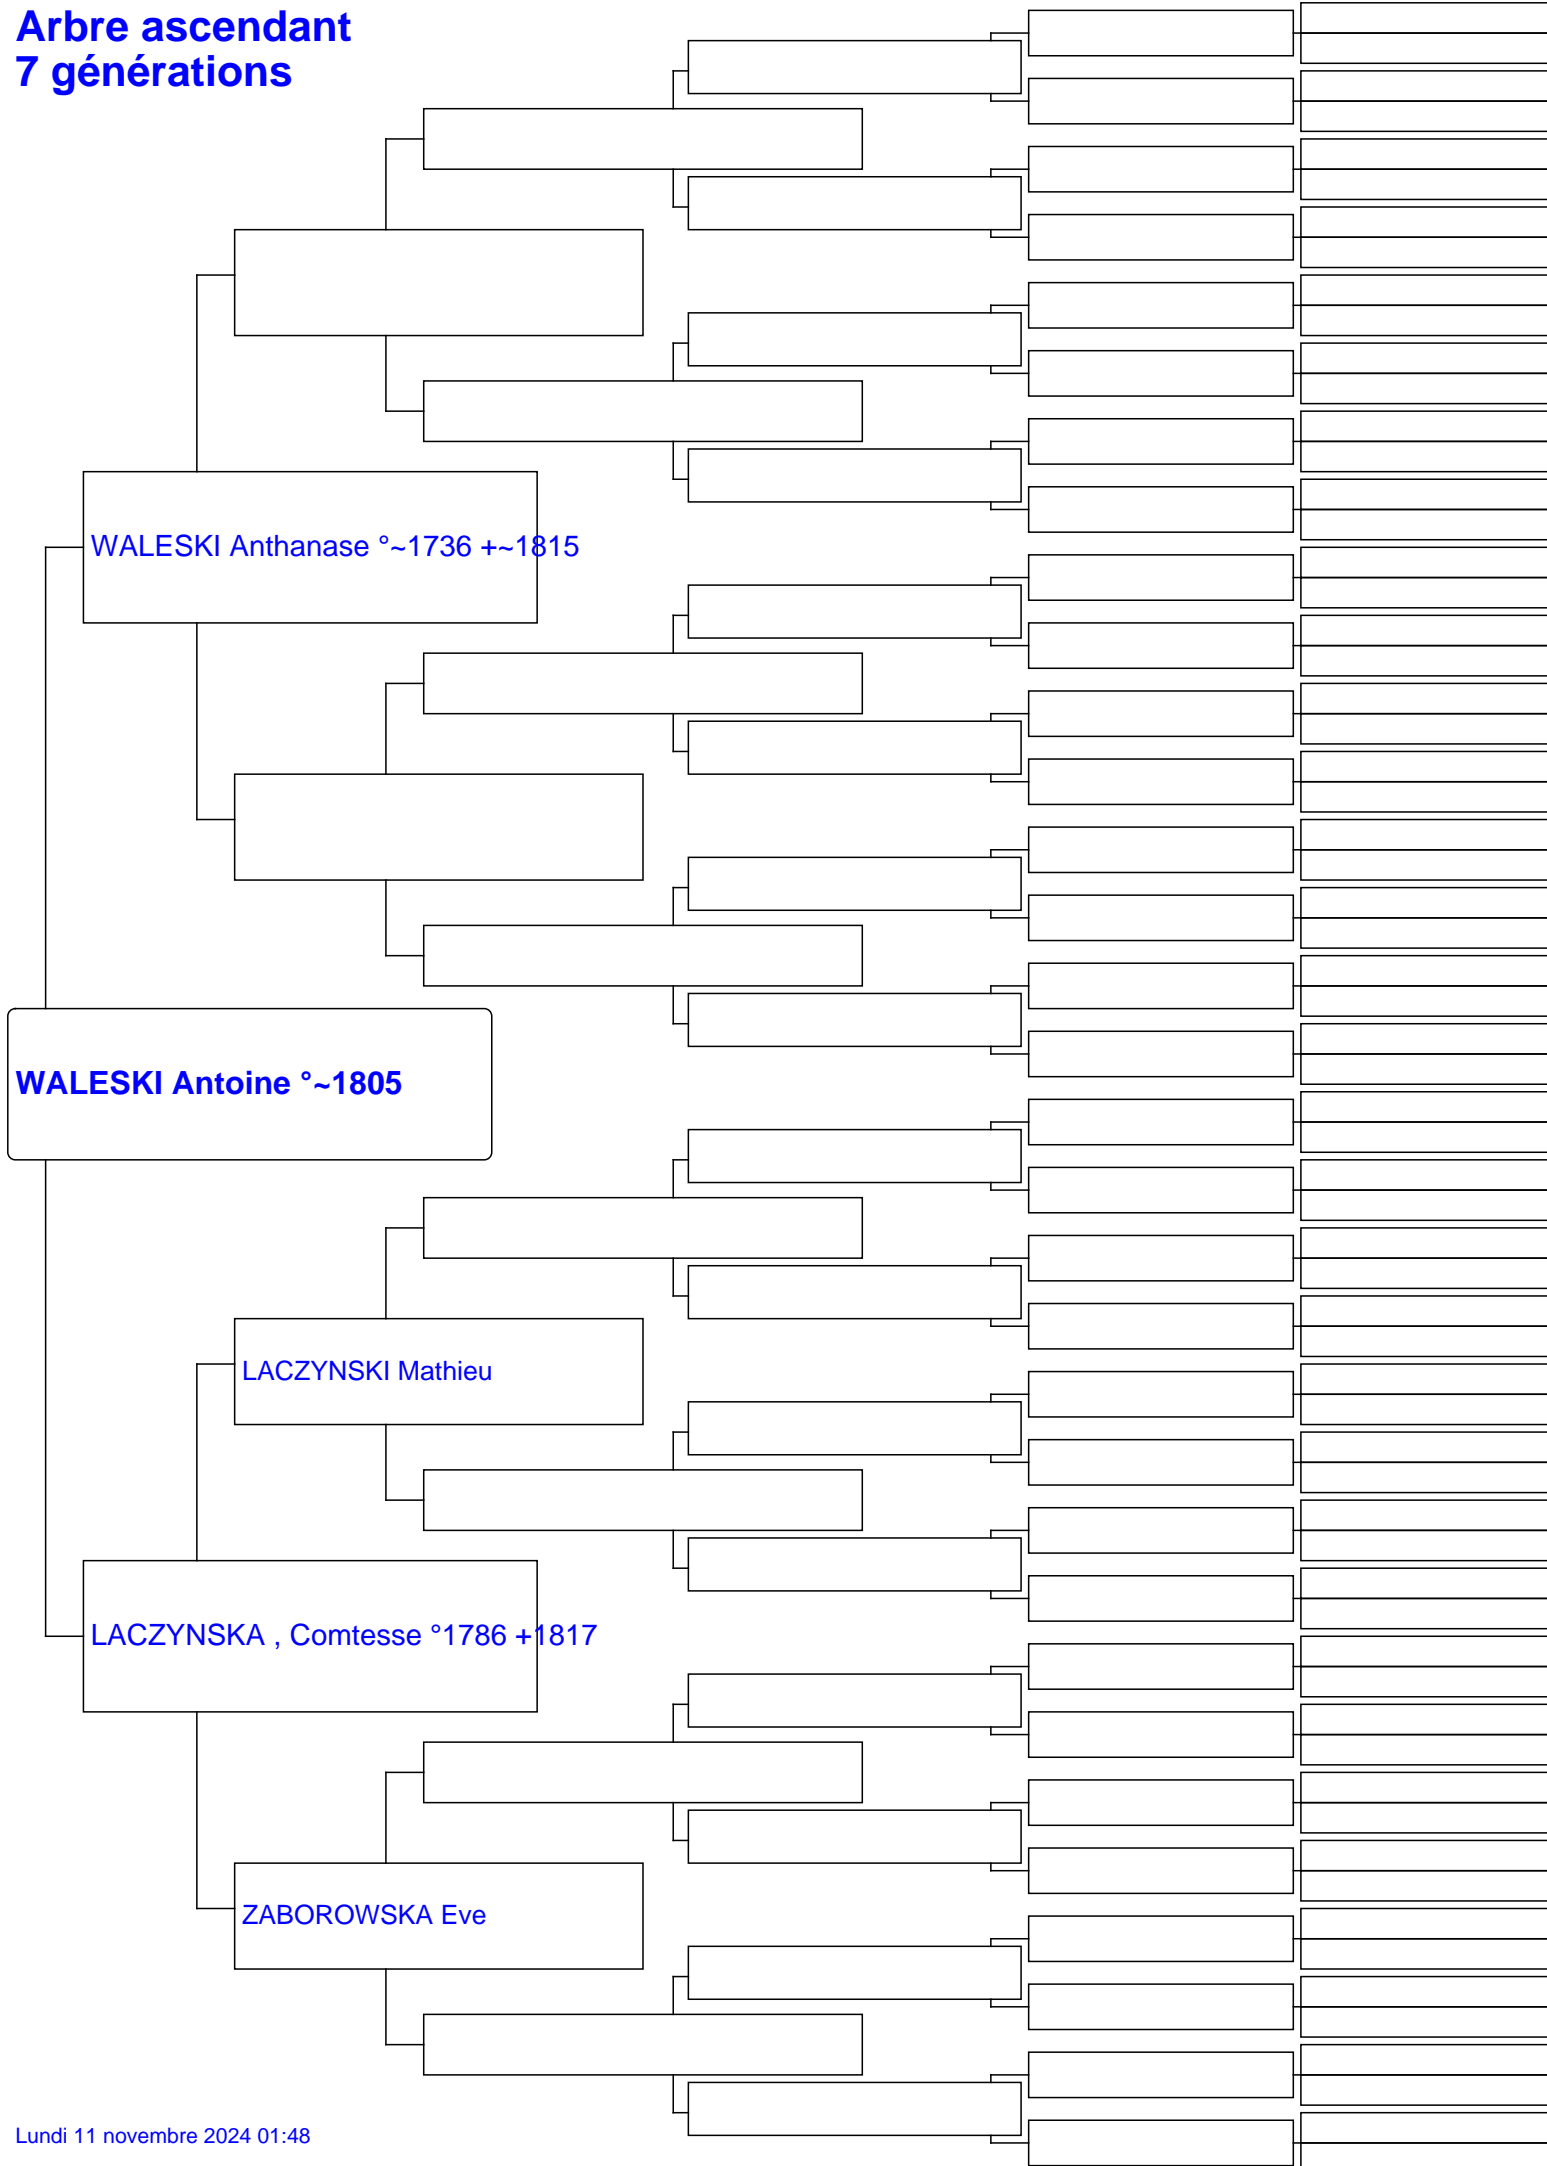 Arbre ascendant
7 générations
WALESKI Anthanase °~1736 +~1815
WALESKI Antoine °~1805
LACZYNSKI Mathieu
LACZYNSKA , Comtesse °1786 +1817
ZABOROWSKA Eve
Lundi 11 novembre 2024 01:48